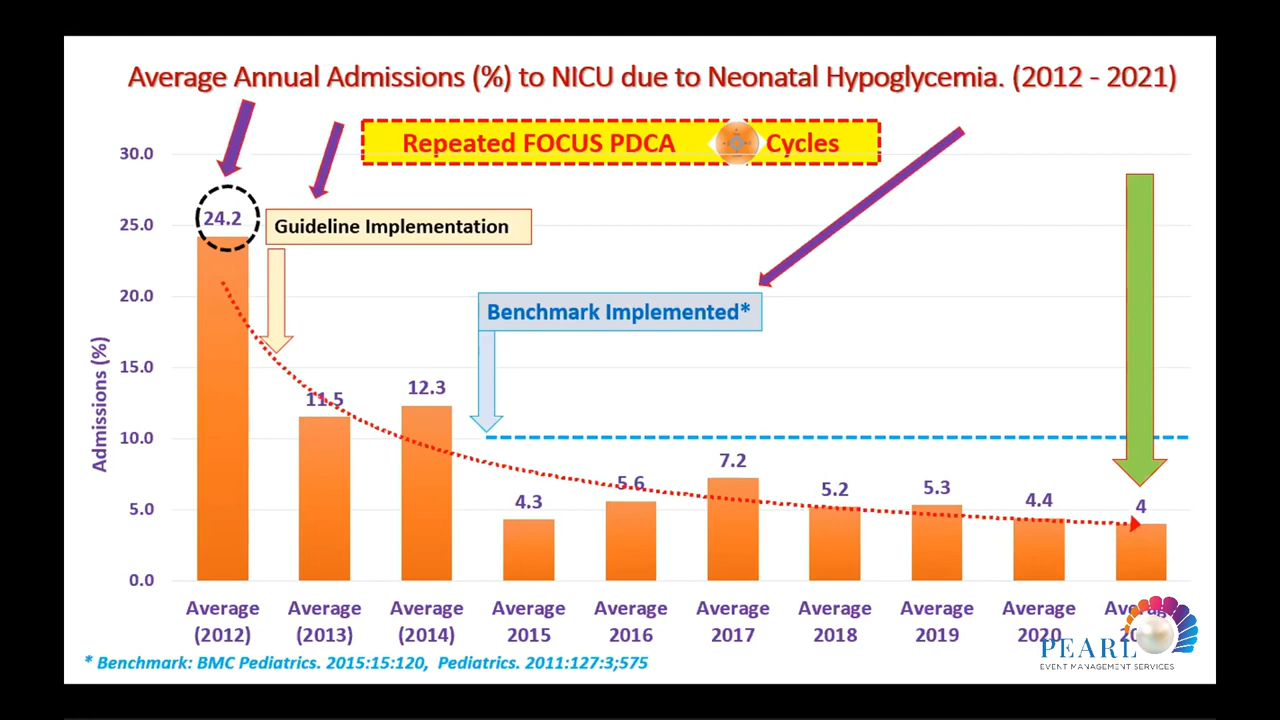 Average Annual Admissions (%) to NICU due to Neonatal Hypoglycemia. (2012 - 2021)
Repeated FOCUS PDCA Cycles
30.0
25.0
20.0
15.0
10.0
5.0
0.0
Admissions (%)
24.2
Guideline Implementation
Benchmark Implemented*
11.5
12.3
4.3
5.6
7.2
5.2
5.3
4.4
4
Average (2012)
Average (2013)
Average (2014)
Average 2015
Average 2016
Average 2017
Average 2018
Average 2019
Average 2020
* Benchmark: BMC Pediatrics. 2015:15:120, Pediatrics. 2011:127:3;575
PEARL
EVENT MANAGEMENT SERVICES